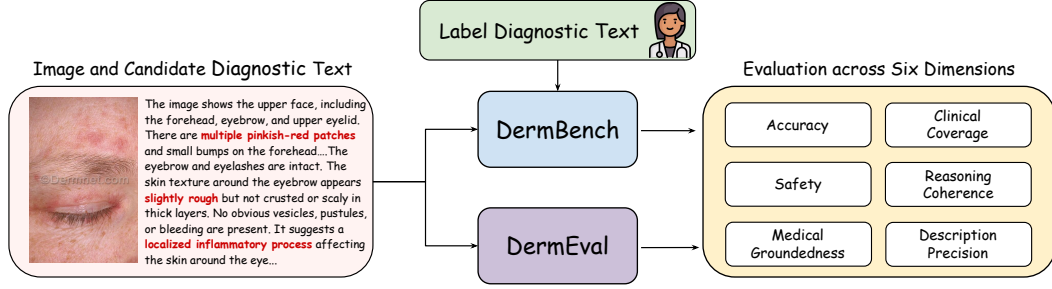 Label Diagnostic Text
Image and Candidate Diagnostic Text
The image shows the upper face, including
the forehead, eyebrow, and upper eyelid.
There are multiple pinkish-red patches
and small bumps on the forehead....The
eyebrow and eyelashes are intact. The
skin texture around the eyebrow appears
slightly rough but not crusted or scaly in
thick layers. No obvious vesicles, pustules,
or bleeding are present. It suggests a
localized inflammatory process affecting
the skin around the eye...
©Dermnet.com
DermBench
DermEval
Evaluation across Six Dimensions
Accuracy
Clinical
Coverage
Safety
Reasoning
Coherence
Medical
Groundedness
Description
Precision